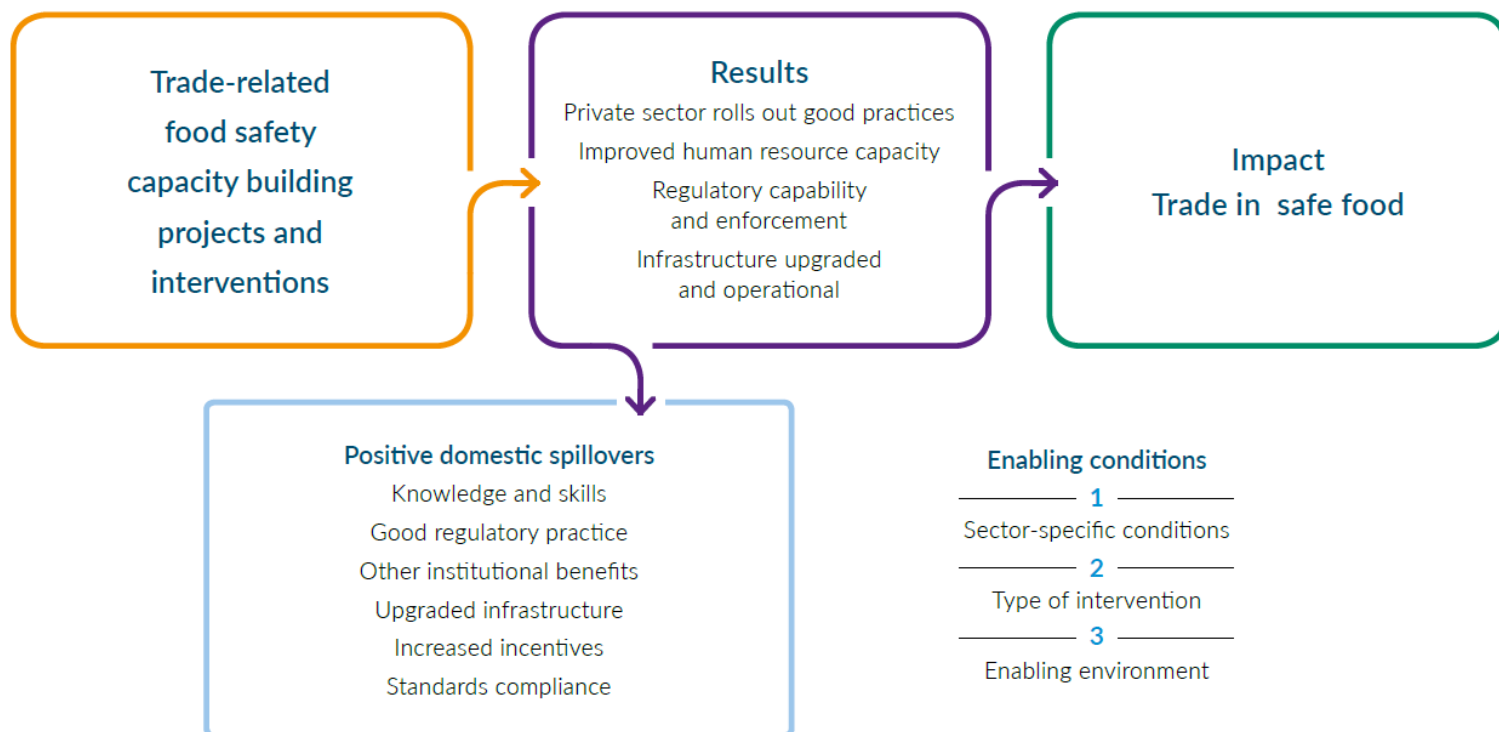 Trade-related
food safety
capacity building
projects and
interventions
Results
Private sector rolls out good practices
Improved human resource capacity
Regulatory capability
and enforcement
Infrastructure upgraded
and operational
Impact
Trade in safe food
Positive domestic spillovers
Knowledge and skills
Good regulatory practice
Other institutional benefits
Upgraded infrastructure
Increased incentives
Standards compliance
Enabling conditions
1
Sector-specific conditions
2
Type of intervention
3
Enabling environment